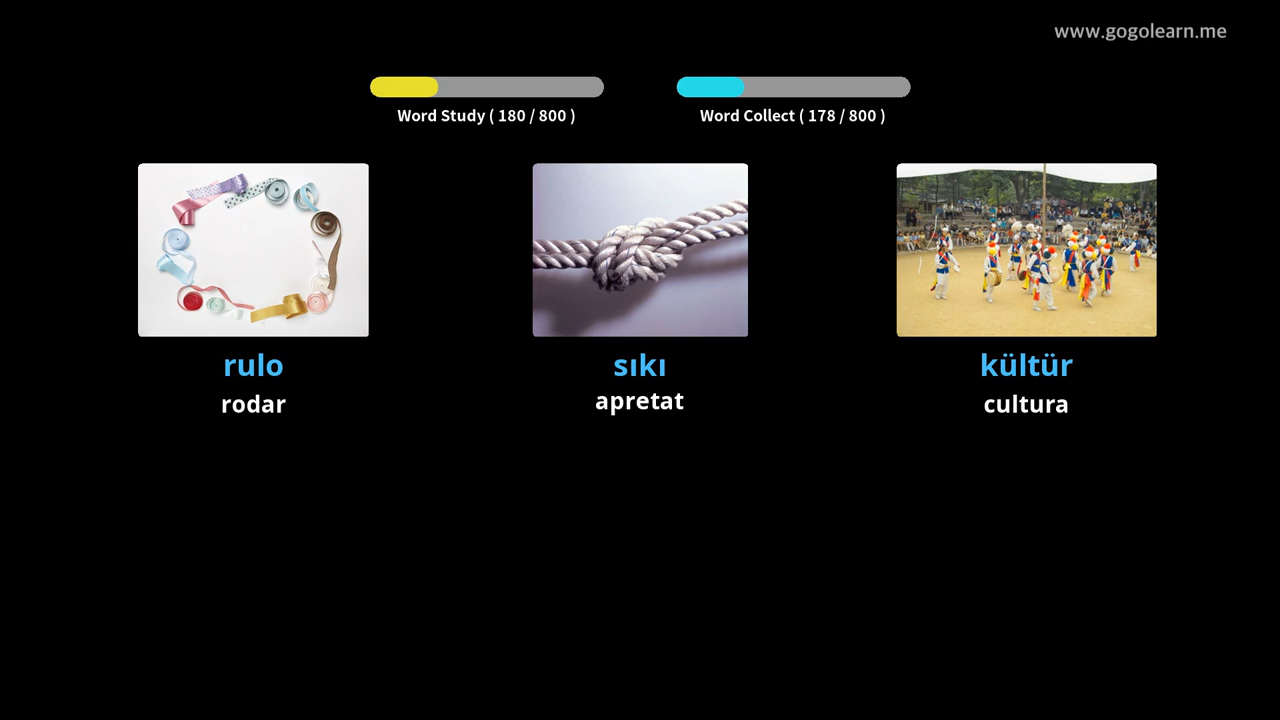 www.gogolearn.me
Word Study ( 180 / 800 )
Word Collect ( 178 / 800 )
rulo
rodar
sıkı
apretat
kültür
cultura